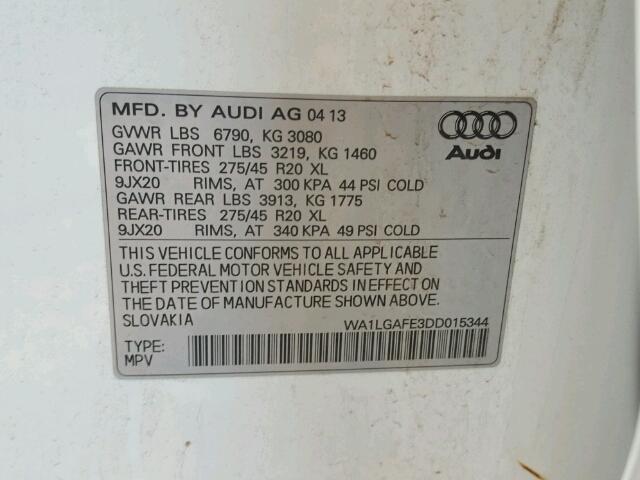 MFD. BY AUDI AG 04 13
GVWR LBS 6790, KG 3080
GAWR FRONT LBS 3219, KG 1460
FRONT-TIRES 275/45 R20 XL
9JX20 RIMS, AT 300 KPA 44 PSI COLD
GAWR REAR LBS 3913, KG 1775
REAR-TIRES 275/45 R20 XL
9JX20 RIMS, AT 340 KPA 49 PSI COLD
Audi
THIS VEHICLE CONFORMS TO ALL APPLICABLE
U.S. FEDERAL MOTOR VEHICLE SAFETY AND
THEFT PREVENTION STANDARDS IN EFFECT ON
THE DATE OF MANUFACTURE SHOWN ABOVE.
SLOVAKIA WA1LGAFE3DD015344
TYPE:
MPV